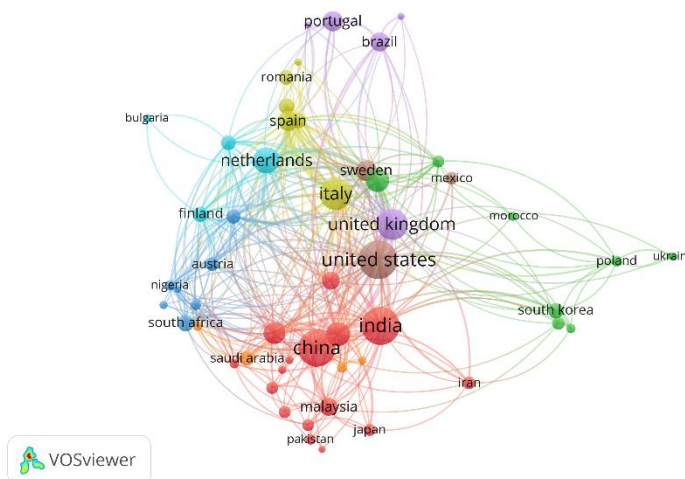 portugal
brazil
romania
bulgaria
spain
netherlands
sweden
mexico
italy
finland
united kingdom
morocco
austria
united states
poland
ukrain
nigeria
south africa
south korea
india
china
saudi arabia
iran
malaysia
japan
pakistan
VOSviewer